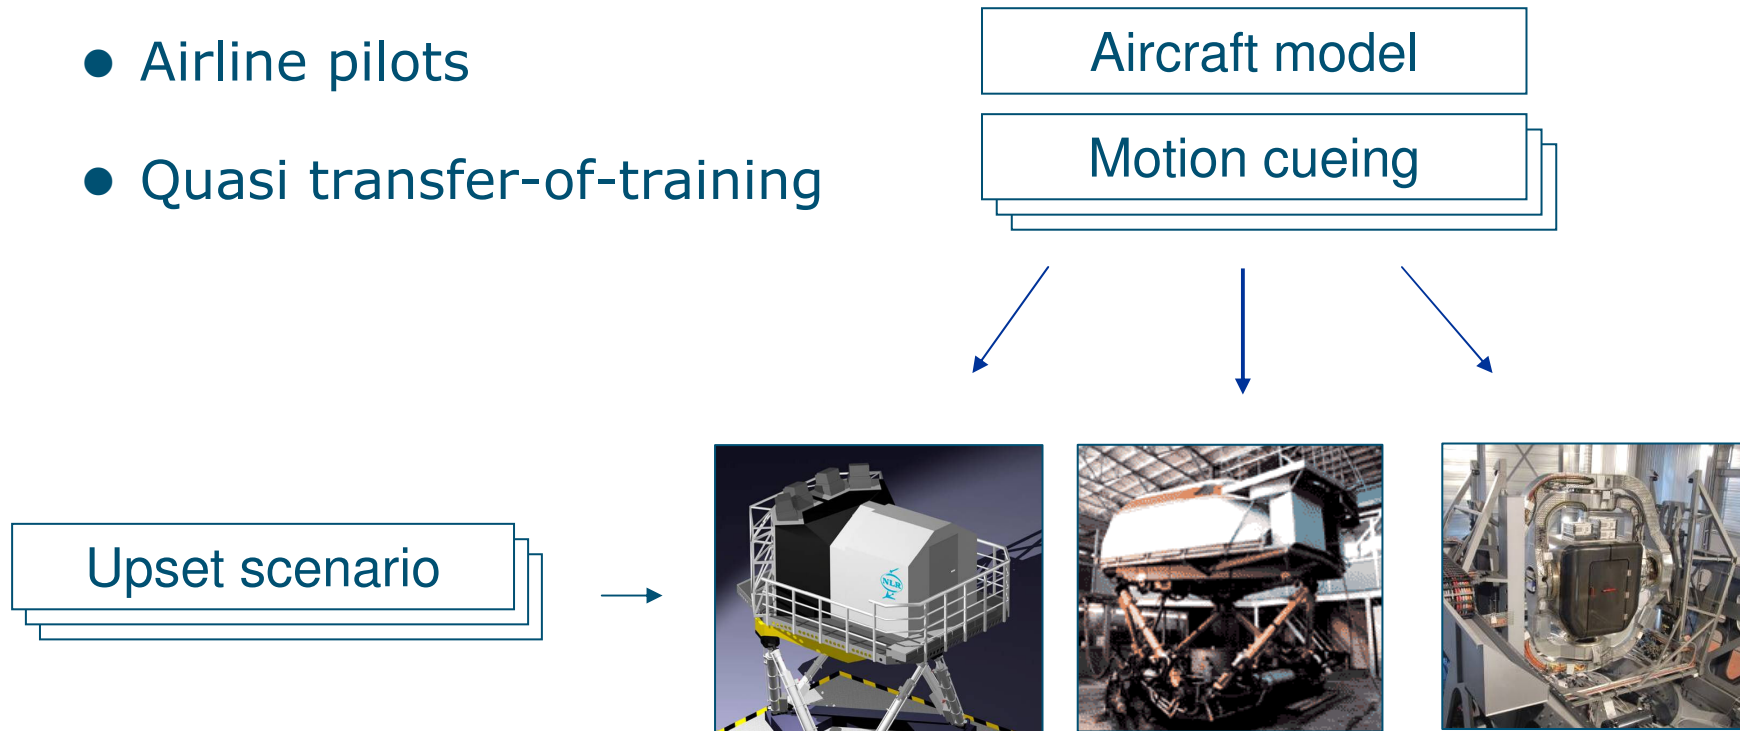 Airline pilots
Quasi transfer-of-training
Aircraft model
Motion cueing
Upset scenario
NLR